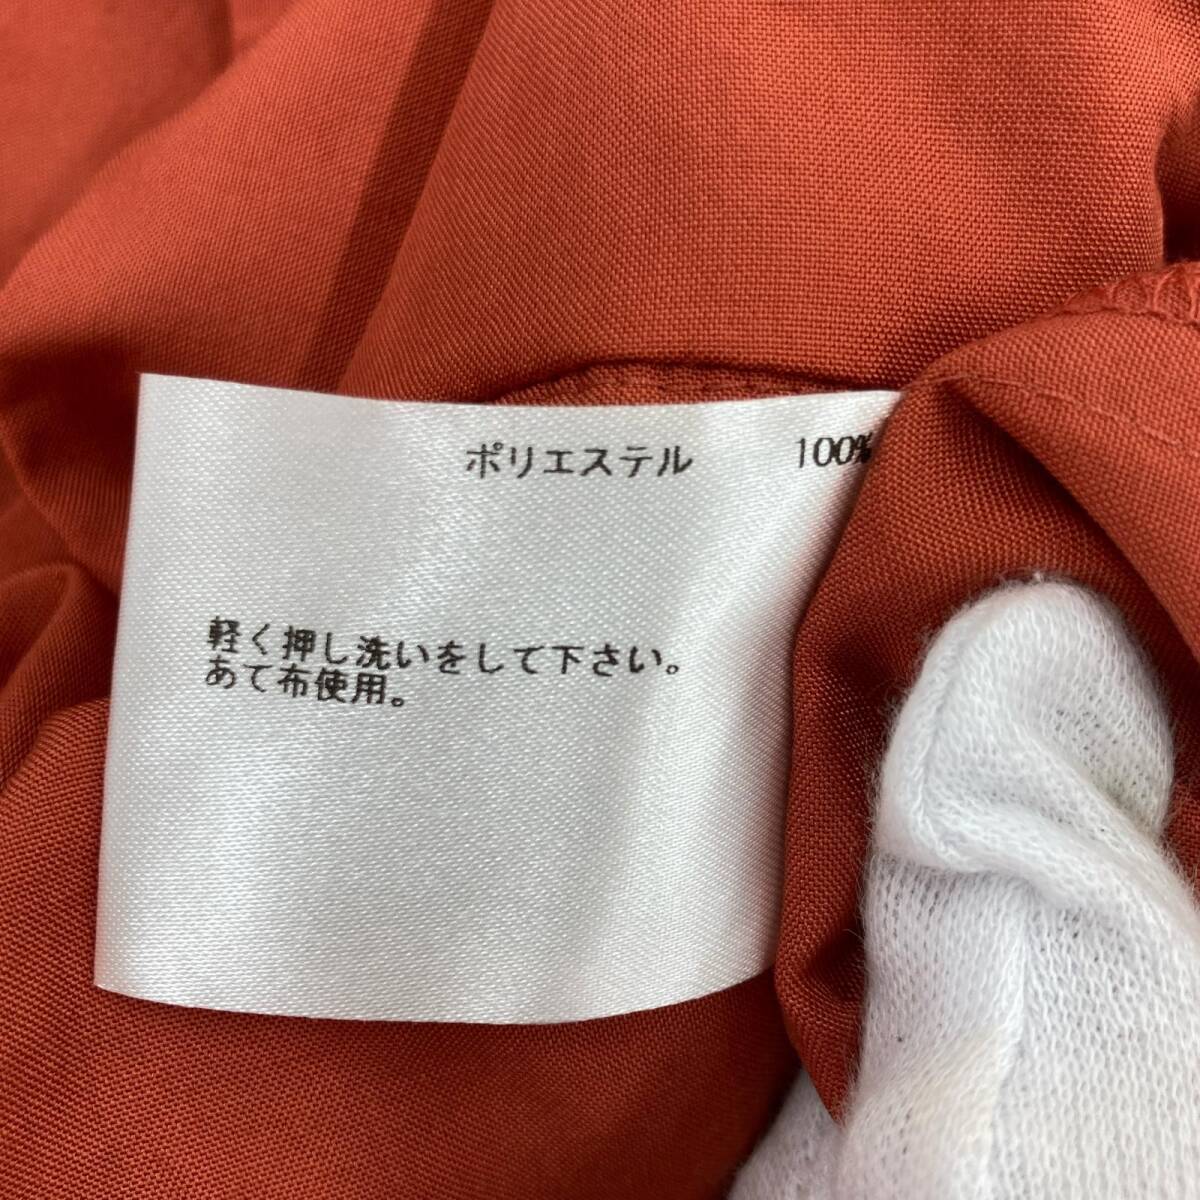 ポリエステル 100%
軽く押し洗いをして下さい。
あて布使用。